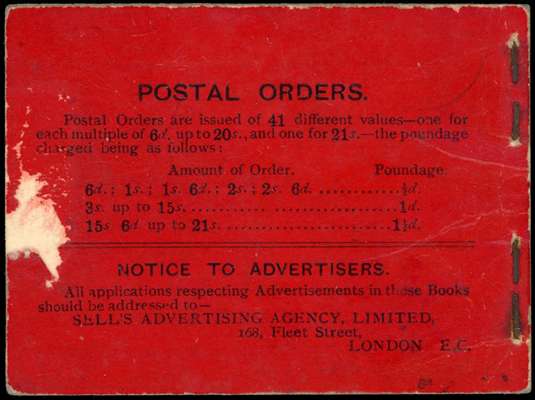 POSTAL ORDERS.
Postal Orders are issued of 41 different values—one for
each multiple of 6d. up to 20s., and one for 21s.—the poundage
charged being as follows:
Amount of Order. Poundage.
6d.; 1s.; 1s. 6d.; 2s.; 2s. 6d. ............½d.
3s. up to 15s. ..............................1d.
15s 6d up to 21s. ..........................1½d.
NOTICE TO ADVERTISERS.
All applications respecting Advertisements in these Books
should be addressed to—
SELL'S ADVERTISING AGENCY, LIMITED,
168, Fleet Street,
LONDON E.C.